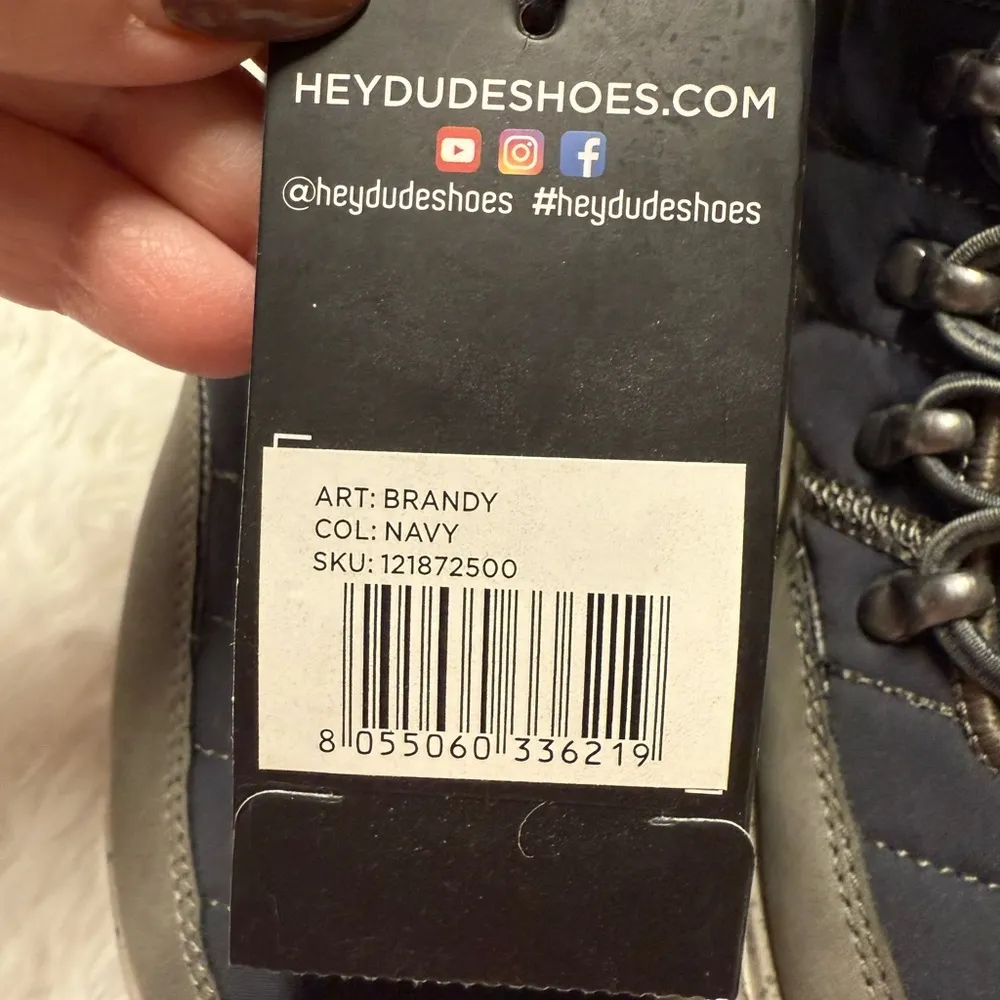 HEYDUDESHOES.COM
@heydudeshoes #heydudeshoes
ART: BRANDY
COL: NAVY
SKU: 121872500
8 055060 336219